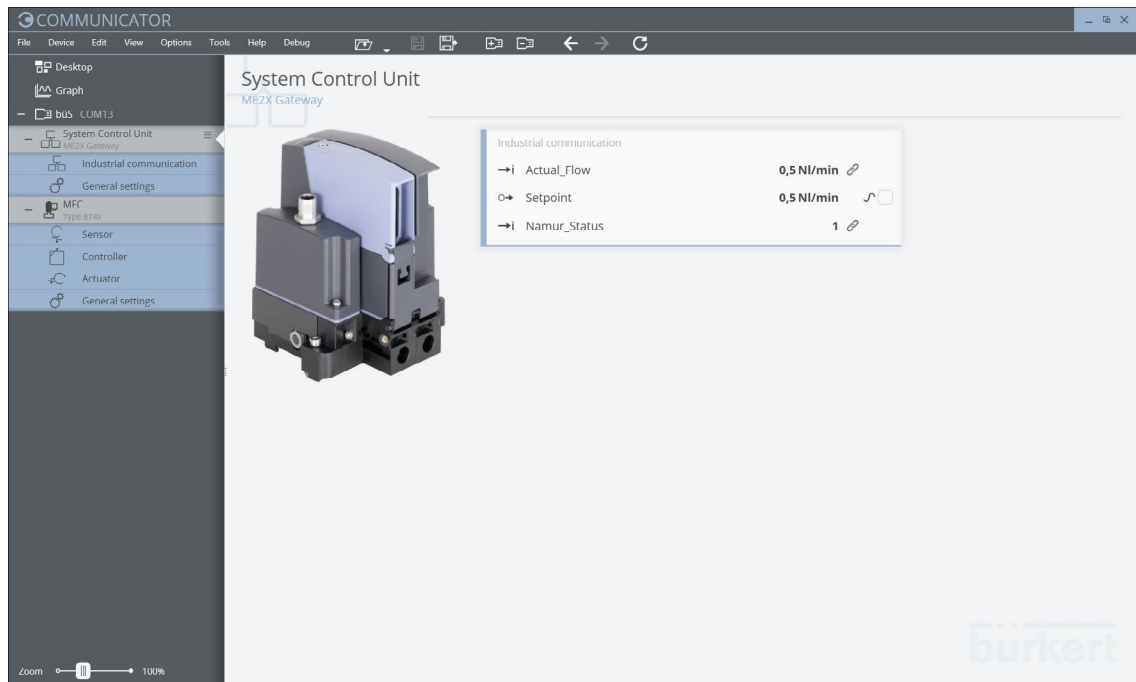 COMMUNICATOR
File Device Edit View Options Tools Help Debug
Desktop
Graph
büS COM13
System Control Unit
ME2X Gateway
Industrial communication
General settings
MFC
Type 874X
Sensor
Controller
Actuator
General settings
Zoom 100%
System Control Unit
ME2X Gateway
Industrial communication
Actual_Flow 0,5 Nl/min
Setpoint 0,5 Nl/min
Namur_Status 1
bürkert